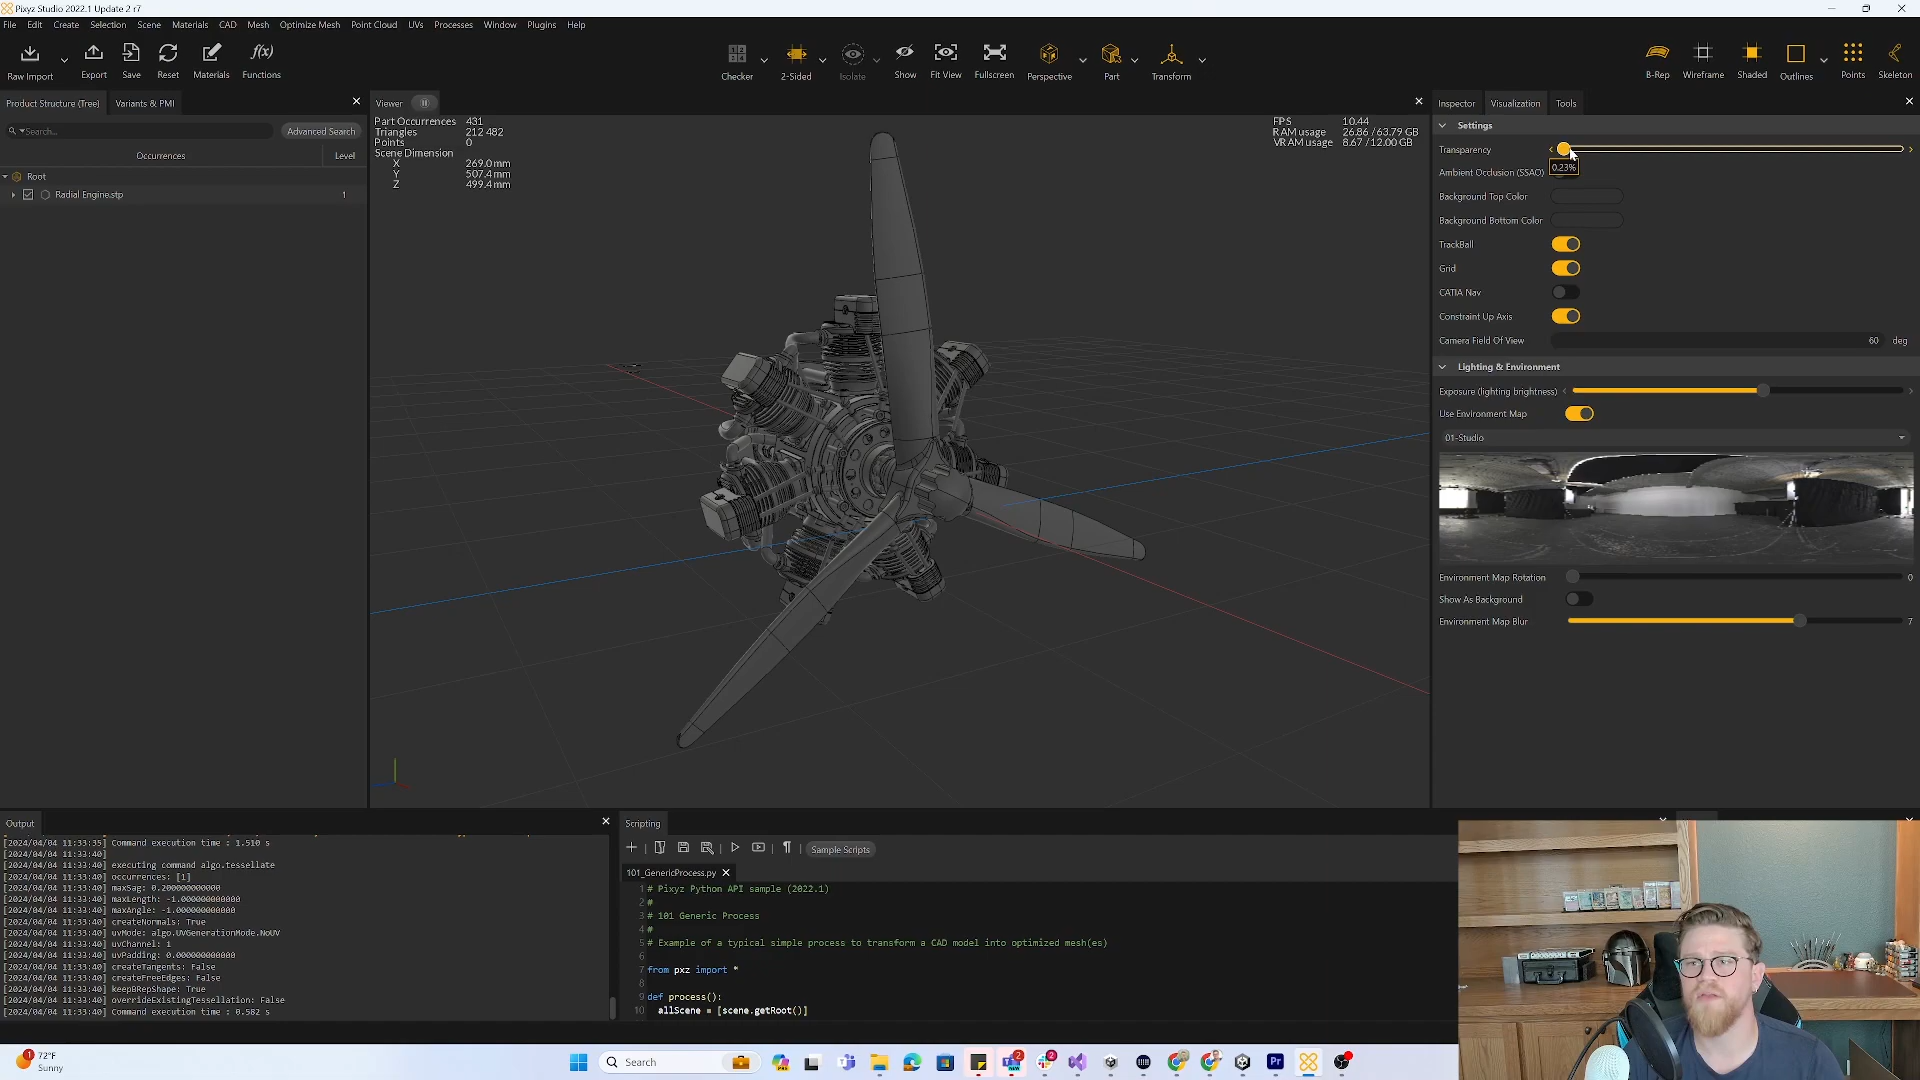 Pixyz Studio 2022.1 Update 2 r7
File Edit Create Selection Scene Materials CAD Mesh Optimize Mesh Point Cloud UVs Processes Window Plugins Help
f(x)
Raw Import Export Save Reset Materials Functions Checker 2-Sided Isolate Show Fit View Fullscreen Perspective Part Transform B-Rep Wireframe Shaded Outlines Points Skeleton
Product Structure (Tree) Variants & PMI
Search...
Advanced Search
Occurrences Level
Root
Radial Engine.stp 1
Viewer
Part Occurrences 431
Triangles 212 482
Points 0
Scene Dimension
X 269.0 mm
Y 507.4 mm
Z 499.4 mm
FPS 10.44
RAM usage 26.86 / 63.79 GB
VRAM usage 8.67 / 12.00 GB
Inspector Visualization Tools
Settings
Transparency
0.23%
Ambient Occlusion (SSAO)
Background Top Color
Background Bottom Color
TrackBall
Grid
CATIA Nav
Constraint Up Axis
Camera Field Of View 60 deg
Lighting & Environment
Exposure (lighting brightness)
Use Environment Map
01-Studio
Environment Map Rotation 0
Show As Background
Environment Map Blur 7
Output
[2024/04/04 11:33:35] Command execution time : 1.510 s
[2024/04/04 11:33:40]
[2024/04/04 11:33:40] executing command algo.tessellate
[2024/04/04 11:33:40] occurrences: [1]
[2024/04/04 11:33:40] maxSag: 0.200000000000
[2024/04/04 11:33:40] maxLength: -1.000000000000
[2024/04/04 11:33:40] maxAngle: -1.000000000000
[2024/04/04 11:33:40] createNormals: True
[2024/04/04 11:33:40] uvMode: algo.UVGenerationMode.NoUV
[2024/04/04 11:33:40] uvChannel: 1
[2024/04/04 11:33:40] uvPadding: 0.000000000000
[2024/04/04 11:33:40] createTangents: False
[2024/04/04 11:33:40] createFreeEdges: False
[2024/04/04 11:33:40] keepBRepShape: True
[2024/04/04 11:33:40] overrideExistingTessellation: False
[2024/04/04 11:33:40] Command execution time : 0.582 s
Scripting
Sample Scripts
101_GenericProcess.py
1 # Pixyz Python API sample (2022.1)
2 #
3 # 101 Generic Process
4 #
5 # Example of a typical simple process to transform a CAD model into optimized mesh(es)
6
7 from pxz import *
8
9 def process():
10 allScene = [scene.getRoot()]
1 72°F
Sunny
Search
2
2
Pr